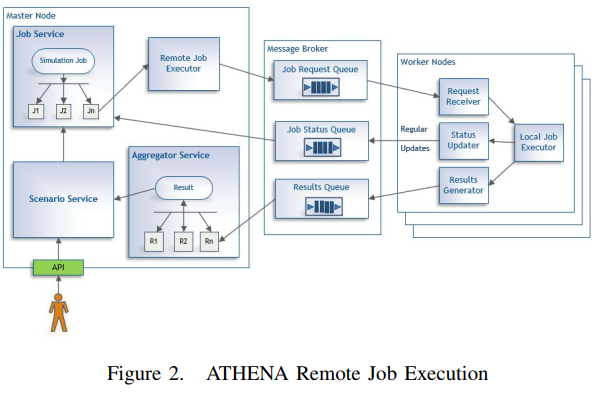 Master Node
Job Service
Simulation Job
J1
J2
Jn
Remote Job
Executor
Message Broker
Job Request Queue
Job Status Queue
Results Queue
Worker Nodes
Request
Receiver
Regular
Updates
Status
Updater
Local Job
Executor
Results
Generator
Scenario Service
Aggregator Service
Result
R1
R2
Rn
API
Figure 2. ATHENA Remote Job Execution